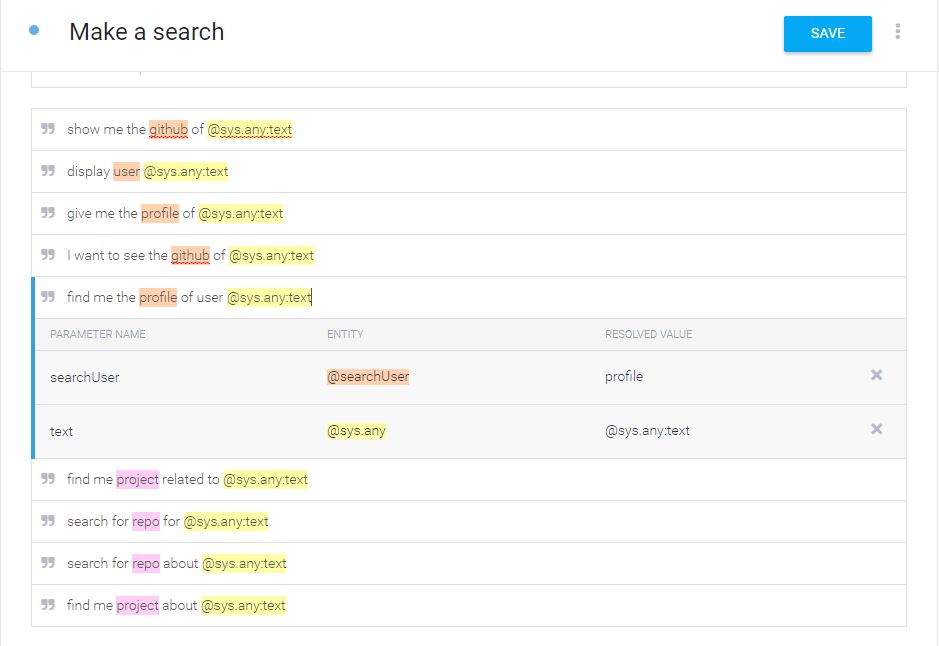 Make a search
SAVE
show me the github of @sys.any:text
display user @sys.any:text
give me the profile of @sys.any:text
I want to see the github of @sys.any:text
find me the profile of user @sys.any:text
PARAMETER NAME ENTITY RESOLVED VALUE
searchUser @searchUser profile
text @sys.any @sys.any:text
find me project related to @sys.any:text
search for repo for @sys.any:text
search for repo about @sys.any:text
find me project about @sys.any:text